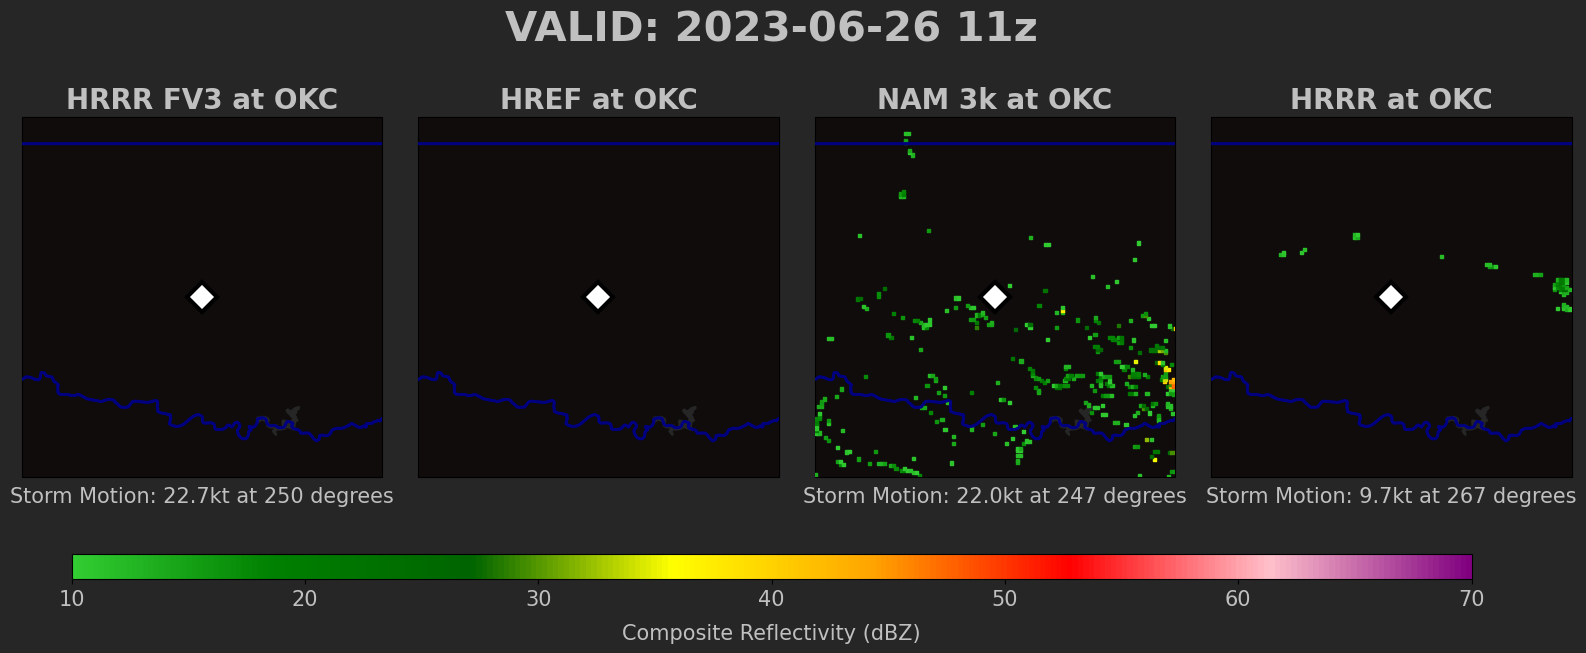 VALID: 2023-06-26 11z
HRRR FV3 at OKC
HREF at OKC
NAM 3k at OKC
HRRR at OKC
Storm Motion: 22.7kt at 250 degrees
Storm Motion: 22.0kt at 247 degrees
Storm Motion: 9.7kt at 267 degrees
10 20 30 40 50 60 70
Composite Reflectivity (dBZ)